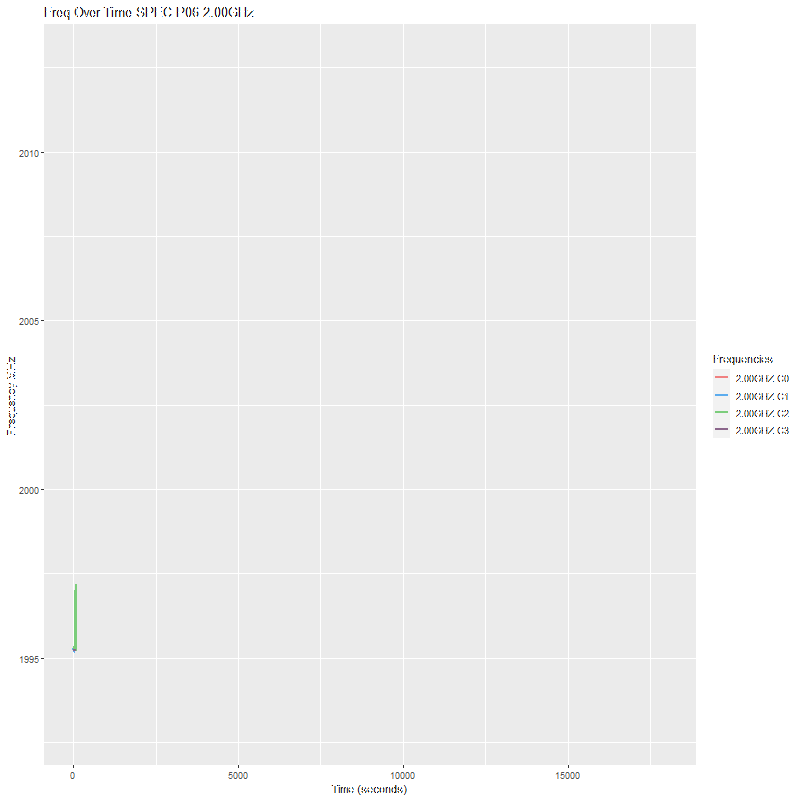 Freq Over Time SPEC P06 2.00GHz
2010
2005
2000
1995
Frequency MHz
0
5000
10000
15000
Time (seconds)
Frequencies
2.00GHZ C0
2.00GHZ C1
2.00GHZ C2
2.00GHZ C3